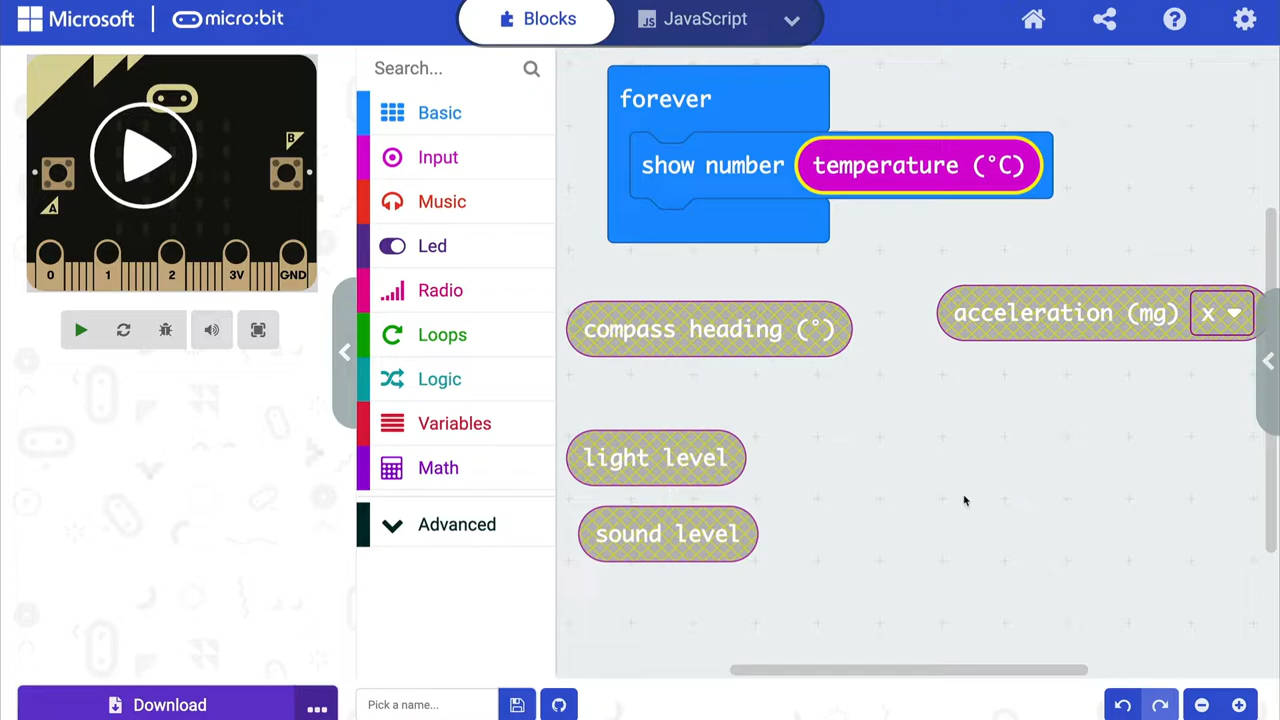 Microsoft
micro:bit
Blocks
JS JavaScript
Search...
Basic
Input
Music
Led
Radio
Loops
Logic
Variables
Math
Advanced
B
A
0 1 2 3V GND
forever
show number temperature (°C)
compass heading (°)
acceleration (mg) x
light level
sound level
Download
...
Pick a name...